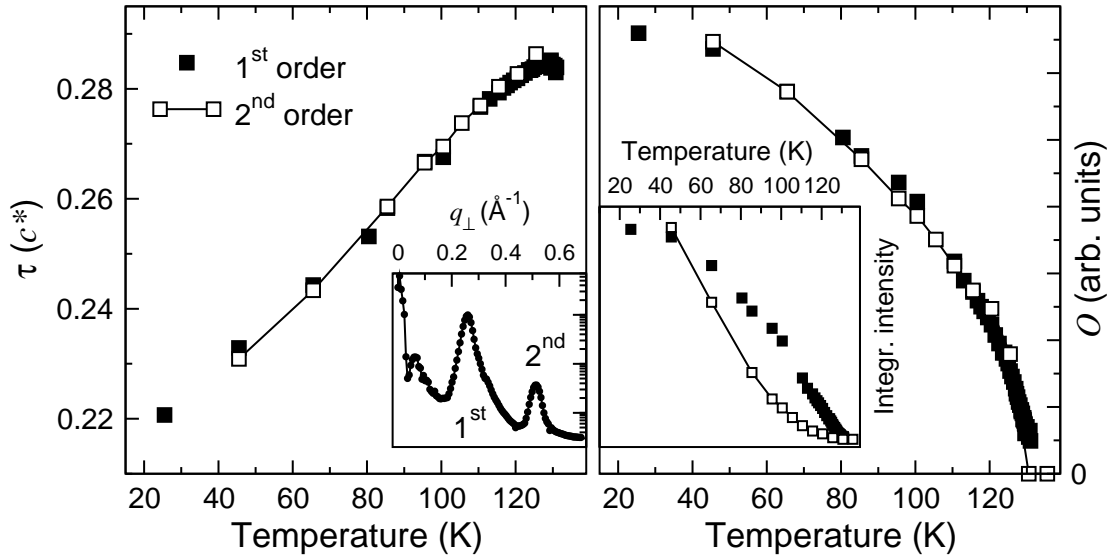 0.28
0.26
0.24
0.22
τ (c*)
1st order
2nd order
q⊥ (Å-1)
0 0.2 0.4 0.6
1st
2nd
20 40 60 80 100 120
Temperature (K)
Temperature (K)
20 40 60 80 100 120
Integr. intensity
O (arb. units)
0
20 40 60 80 100 120
Temperature (K)